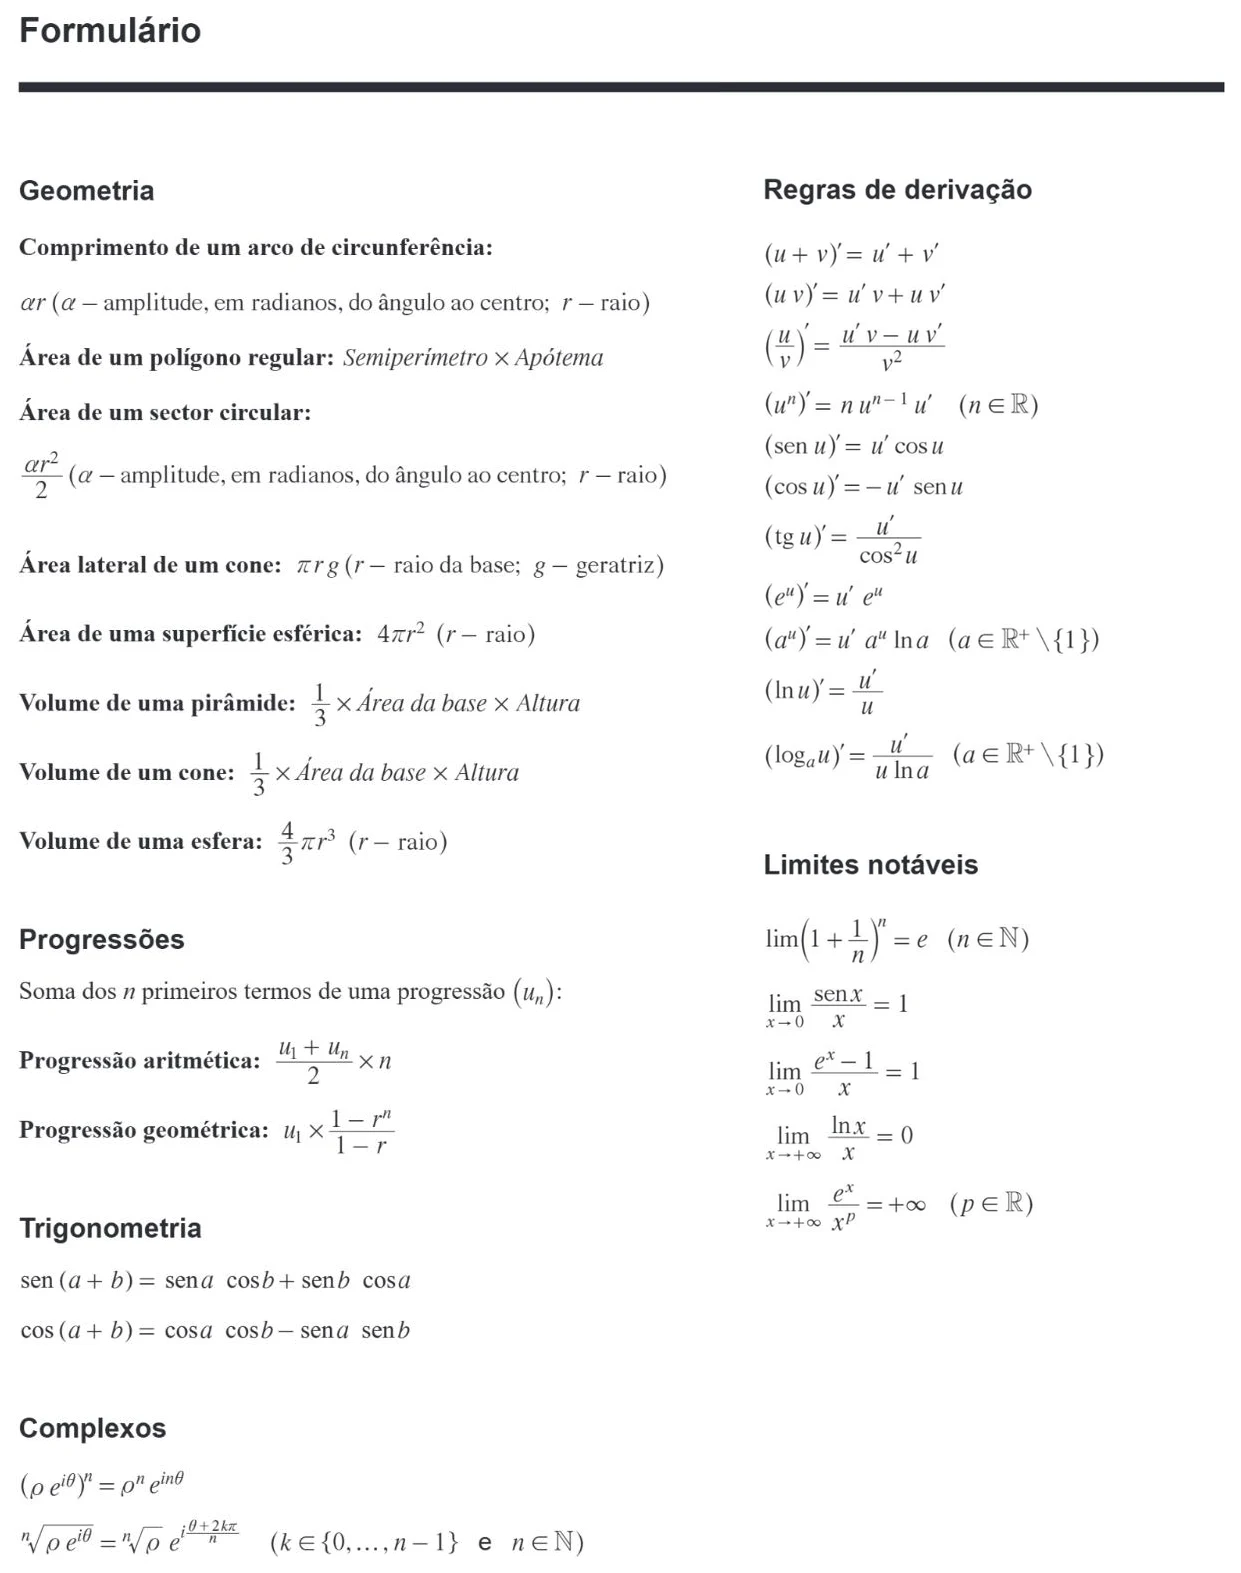 Formulário
Geometria
Comprimento de um arco de circunferência:
αr (α – amplitude, em radianos, do ângulo ao centro; r – raio)
Área de um polígono regular: Semiperímetro × Apótema
Área de um sector circular:
αr²/2 (α – amplitude, em radianos, do ângulo ao centro; r – raio)
Área lateral de um cone: π r g (r – raio da base; g – geratriz)
Área de uma superfície esférica: 4πr² (r – raio)
Volume de uma pirâmide: 1/3 × Área da base × Altura
Volume de um cone: 1/3 × Área da base × Altura
Volume de uma esfera: 4/3 πr³ (r – raio)
Progressões
Soma dos n primeiros termos de uma progressão (uₙ):
Progressão aritmética: (u₁ + uₙ)/2 × n
Progressão geométrica: u₁ × (1 – rⁿ)/(1 – r)
Trigonometria
sen (a + b) = sen a cos b + sen b cos a
cos (a + b) = cos a cos b – sen a sen b
Complexos
(ρ e^{iθ})ⁿ = ρⁿ e^{inθ}
ⁿ√(ρ e^{iθ}) = ⁿ√ρ e^{i(θ+2kπ)/n} (k ∈ {0, ..., n – 1} e n ∈ ℕ)
Regras de derivação
(u + v)′ = u′ + v′
(u v)′ = u′ v + u v′
(u/v)′ = (u′ v – u v′)/v²
(uⁿ)′ = n uⁿ⁻¹ u′ (n ∈ ℝ)
(sen u)′ = u′ cos u
(cos u)′ = – u′ sen u
(tg u)′ = u′/cos² u
(eᵘ)′ = u′ eᵘ
(aᵘ)′ = u′ aᵘ ln a (a ∈ ℝ⁺ \ {1})
(ln u)′ = u′/u
(logₐ u)′ = u′/(u ln a) (a ∈ ℝ⁺ \ {1})
Limites notáveis
lim(1 + 1/n)ⁿ = e (n ∈ ℕ)
lim x→0 sen x/x = 1
lim x→0 (eˣ – 1)/x = 1
lim x→+∞ ln x/x = 0
lim x→+∞ eˣ/xᵖ = +∞ (p ∈ ℝ)